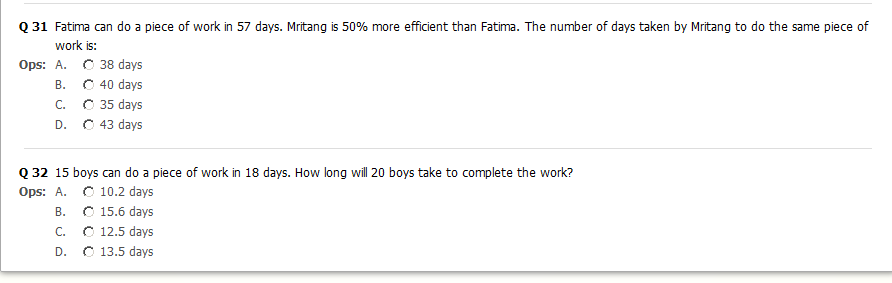 Q 31 Fatima can do a piece of work in 57 days. Mritang is 50% more efficient than Fatima. The number of days taken by Mritang to do the same piece of
work is:
Ops: A. 38 days
B. 40 days
C. 35 days
D. 43 days
Q 32 15 boys can do a piece of work in 18 days. How long will 20 boys take to complete the work?
Ops: A. 10.2 days
B. 15.6 days
C. 12.5 days
D. 13.5 days